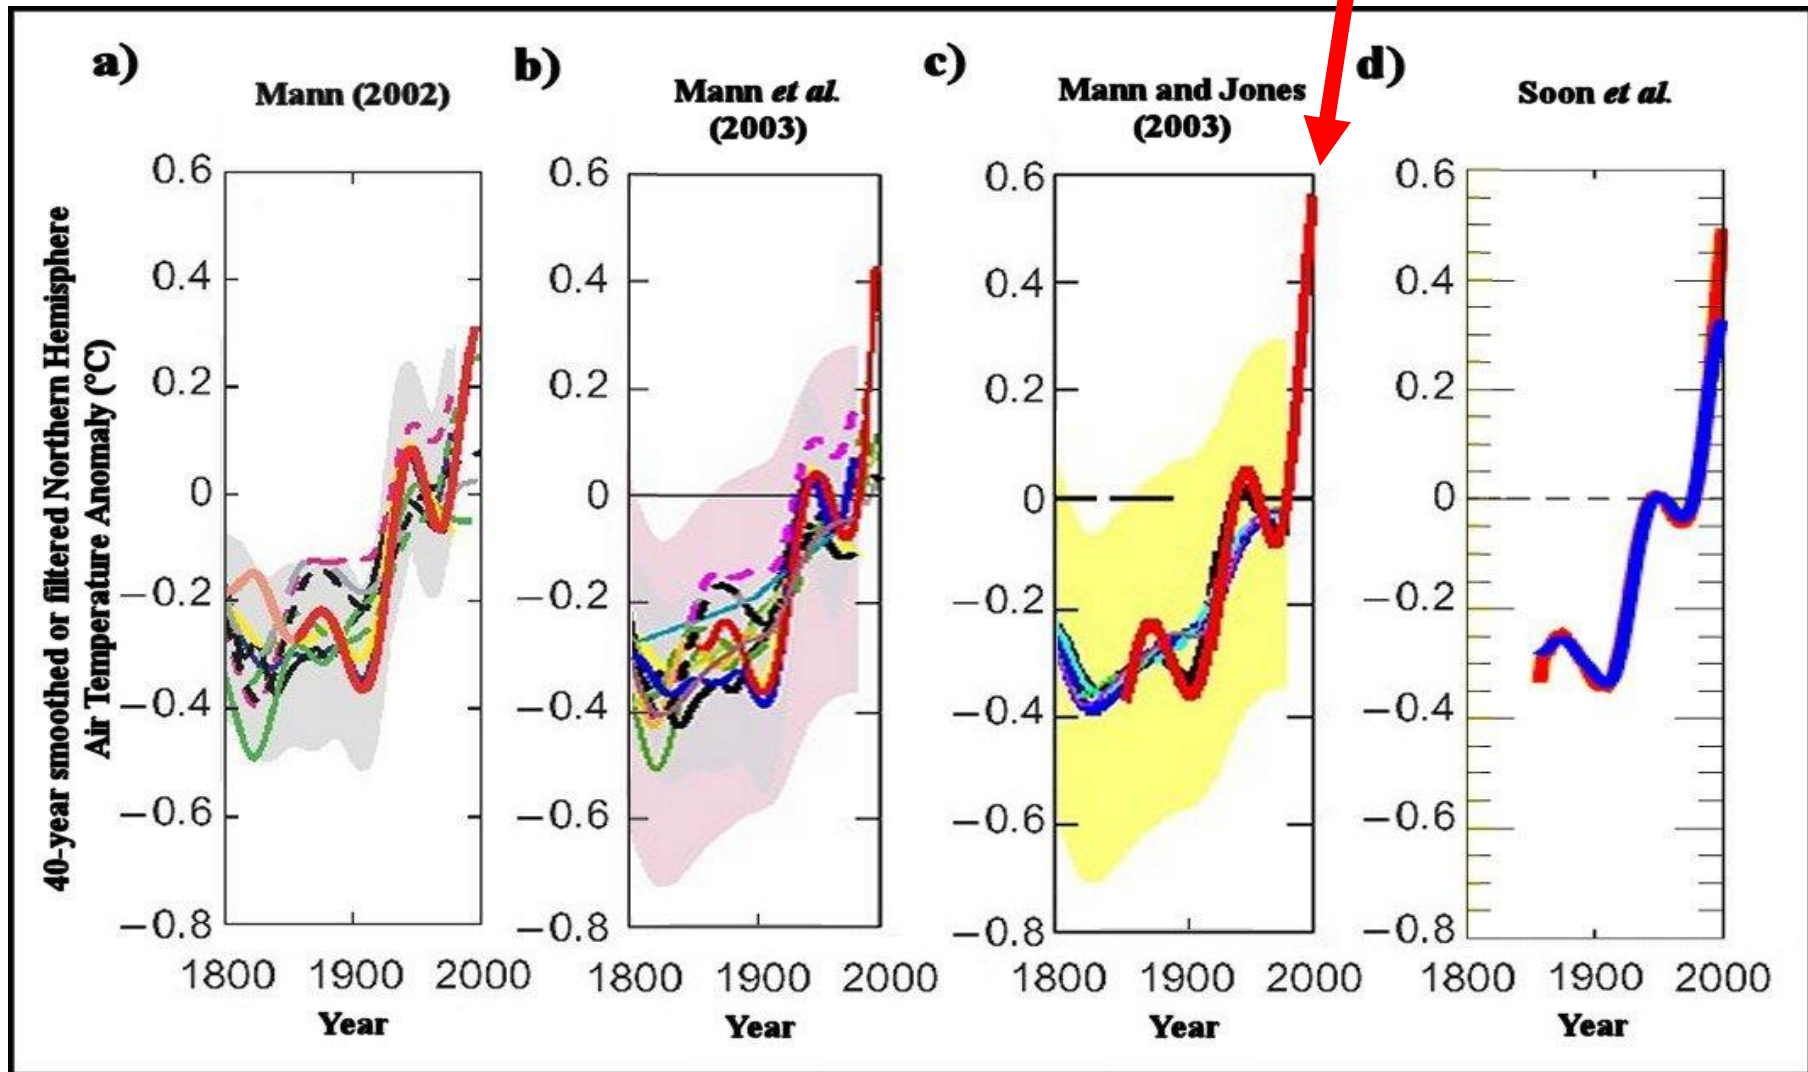 a)
Mann (2002)
b)
Mann et al.
(2003)
c)
Mann and Jones
(2003)
d)
Soon et al.
40-year smoothed or filtered Northern Hemisphere
Air Temperature Anomaly (°C)
0.6
0.4
0.2
0
−0.2
−0.4
−0.6
−0.8
1800 1900 2000
Year
0.6
0.4
0.2
0
−0.2
−0.4
−0.6
−0.8
1800 1900 2000
Year
0.6
0.4
0.2
0
−0.2
−0.4
−0.6
−0.8
1800 1900 2000
Year
0.6
0.4
0.2
0
−0.2
−0.4
−0.6
−0.8
1800 1900 2000
Year